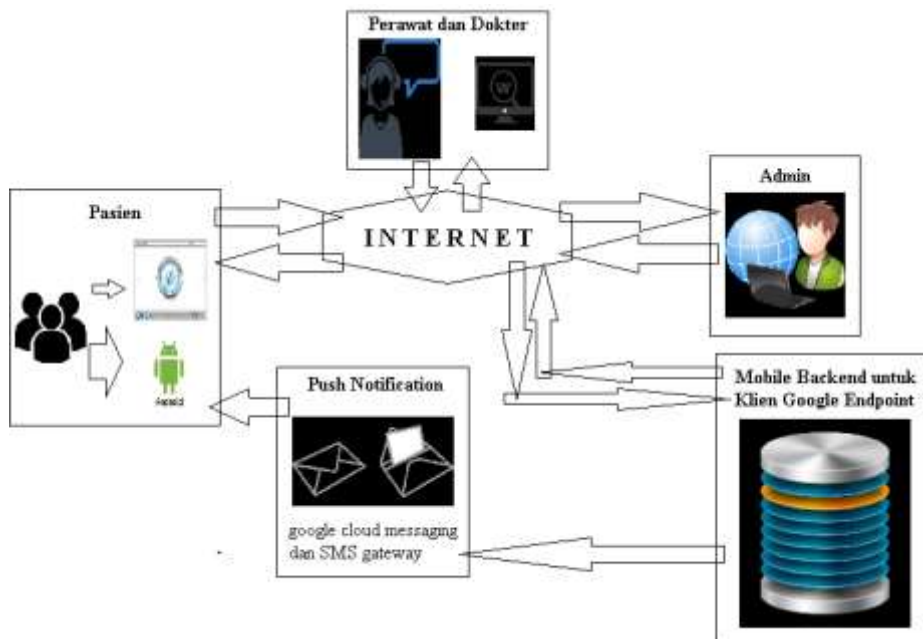 Perawat dan Dokter
W
Admin
Pasien
INTERNET
Android
Push Notification
google cloud messaging
dan SMS gateway
Mobile Backend untuk
Klien Google Endpoint